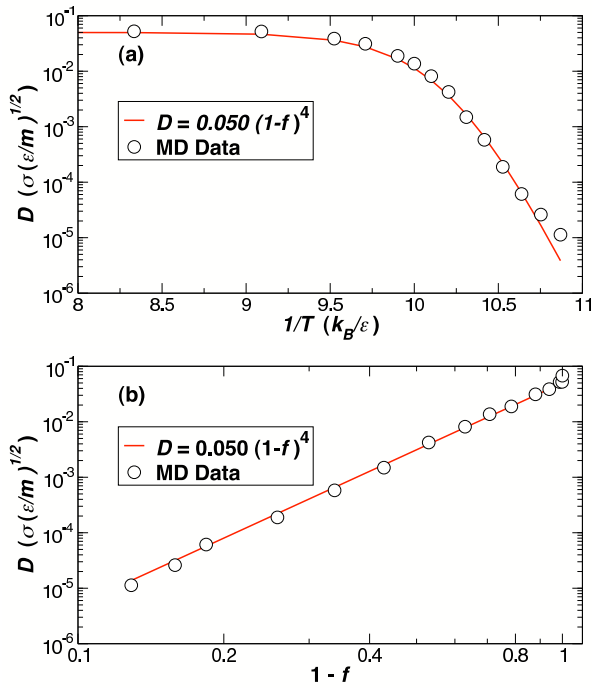 10⁻¹
10⁻²
10⁻³
10⁻⁴
10⁻⁵
10⁻⁶
D (σ(ε/m)^1/2)
(a)
D = 0.050 (1-f)⁴
MD Data
8 8.5 9 9.5 10 10.5 11
1/T (k_B/ε)
10⁻¹
10⁻²
10⁻³
10⁻⁴
10⁻⁵
10⁻⁶
D (σ(ε/m)^1/2)
(b)
D = 0.050 (1-f)⁴
MD Data
0.1 0.2 0.4 0.8 1
1 - f